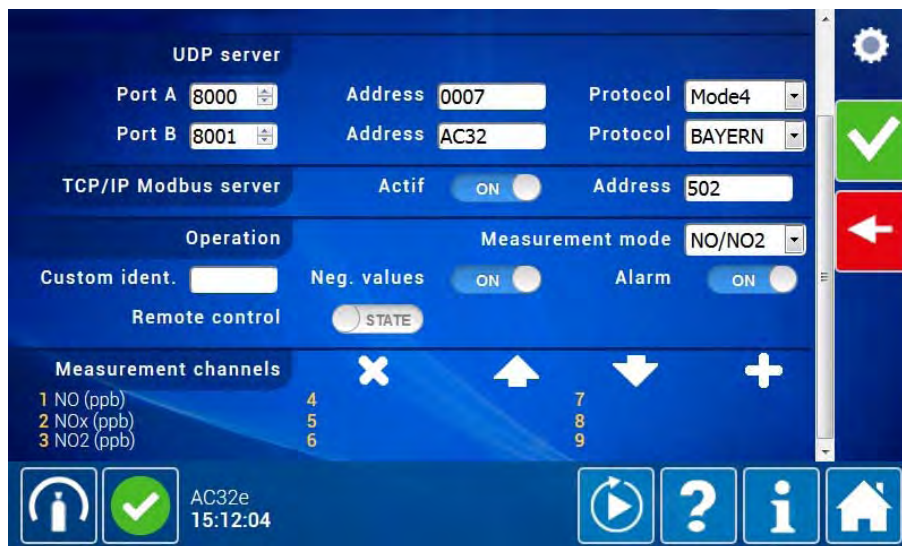 UDP server
Port A 8000 Address 0007 Protocol Mode4
Port B 8001 Address AC32 Protocol BAYERN
TCP/IP Modbus server Actif ON Address 502
Operation Measurement mode NO/NO2
Custom ident. Neg. values ON Alarm ON
Remote control STATE
Measurement channels
1 NO (ppb) 4 7
2 NOx (ppb) 5 8
3 NO2 (ppb) 6 9
AC32e
15:12:04